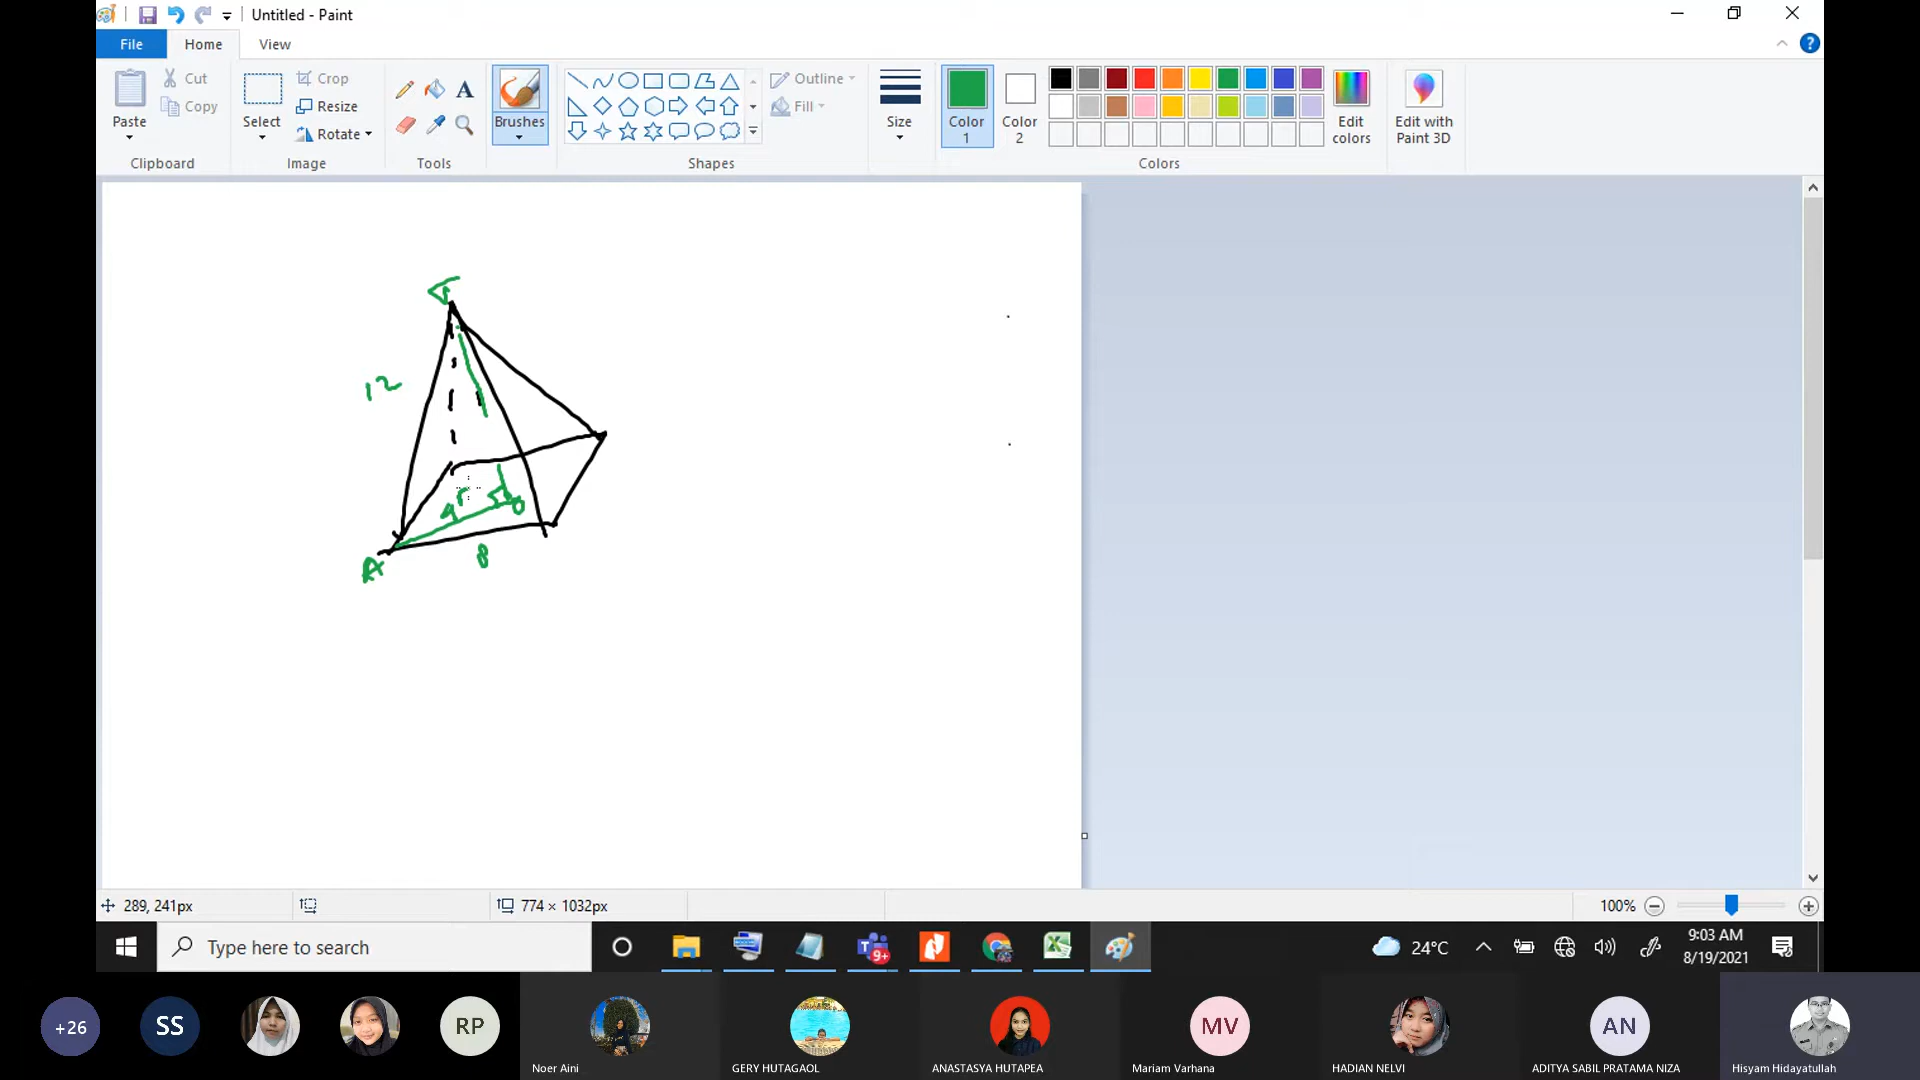 Untitled - Paint
File Home View
Paste
Cut
Copy
Clipboard
Select
Crop
Resize
Rotate
Image
Tools
Brushes
Shapes
Outline
Fill
Size
Color 1
Color 2
Edit colors
Edit with Paint 3D
Colors
12
8
A
289, 241px
774 × 1032px
100%
Type here to search
9+
24°C
9:03 AM
8/19/2021
+26
SS
RP
MV
AN
Noer Aini
GERY HUTAGAOL
ANASTASYA HUTAPEA
Mariam Varhana
HADIAN NELVI
ADITYA SABIL PRATAMA NIZA
Hisyam Hidayatullah